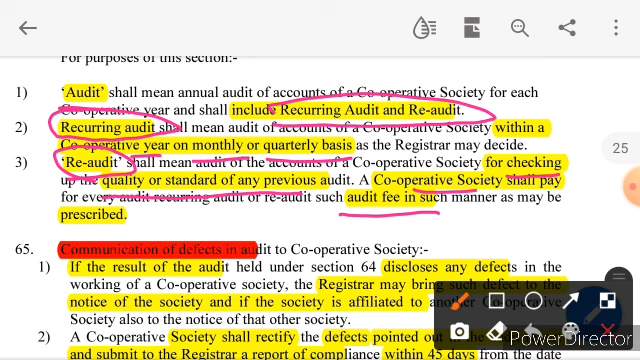 For purposes of this section:-
1) ‘Audit’ shall mean annual audit of accounts of a Co-operative Society for each
Co-operative year and shall include Recurring Audit and Re-audit.
2) Recurring audit shall mean audit of accounts of a Co-operative Society within a
Co-operative year on monthly or quarterly basis as the Registrar may decide.
3) ‘Re-audit’ shall mean audit of the accounts of a Co-operative Society for checking
up the quality or standard of any previous audit. A Co-operative Society shall pay
for every audit recurring audit or re-audit such audit fee in such manner as may be
prescribed.
25
65. Communication of defects in audit to Co-operative Society:-
1) If the result of the audit held under section 64 discloses any defects in the
working of a Co-operative society, the Registrar may bring such defect to the
notice of the society and if the society is affiliated to another Co-operative
Society also to the notice of that other society.
2) A Co-operative Society shall rectify the defects pointed out in the
and submit to the Registrar a report of compliance within 45 days from the date
PowerDirector